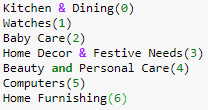 Kitchen & Dining(0)
Watches(1)
Baby Care(2)
Home Decor & Festive Needs(3)
Beauty and Personal Care(4)
Computers(5)
Home Furnishing(6)